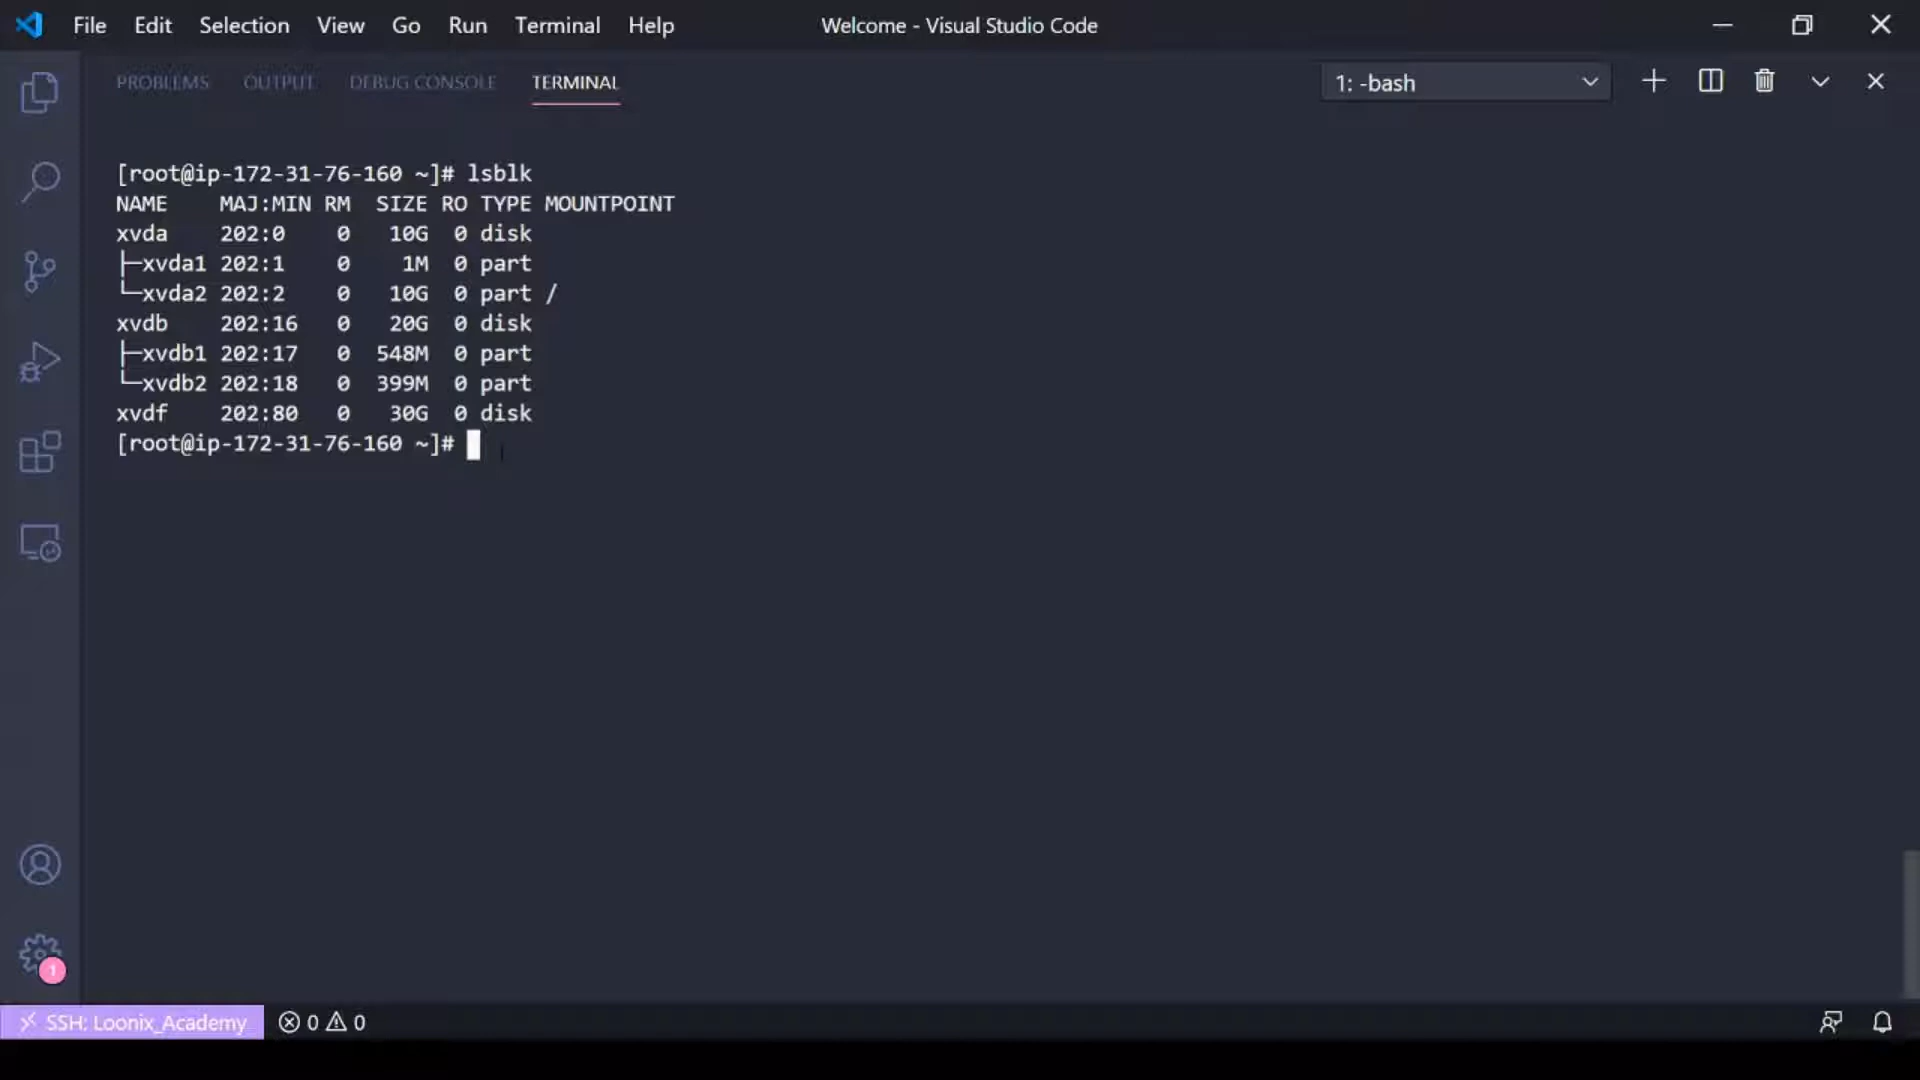 File Edit Selection View Go Run Terminal Help Welcome - Visual Studio Code
PROBLEMS OUTPUT DEBUG CONSOLE TERMINAL 1: -bash
[root@ip-172-31-76-160 ~]# lsblk
NAME    MAJ:MIN RM  SIZE RO TYPE MOUNTPOINT
xvda    202:0    0   10G  0 disk
├─xvda1 202:1    0    1M  0 part
└─xvda2 202:2    0   10G  0 part /
xvdb    202:16   0   20G  0 disk
├─xvdb1 202:17   0  548M  0 part
└─xvdb2 202:18   0  399M  0 part
xvdf    202:80   0   30G  0 disk
[root@ip-172-31-76-160 ~]#
1
SSH: Loonix_Academy 0 0